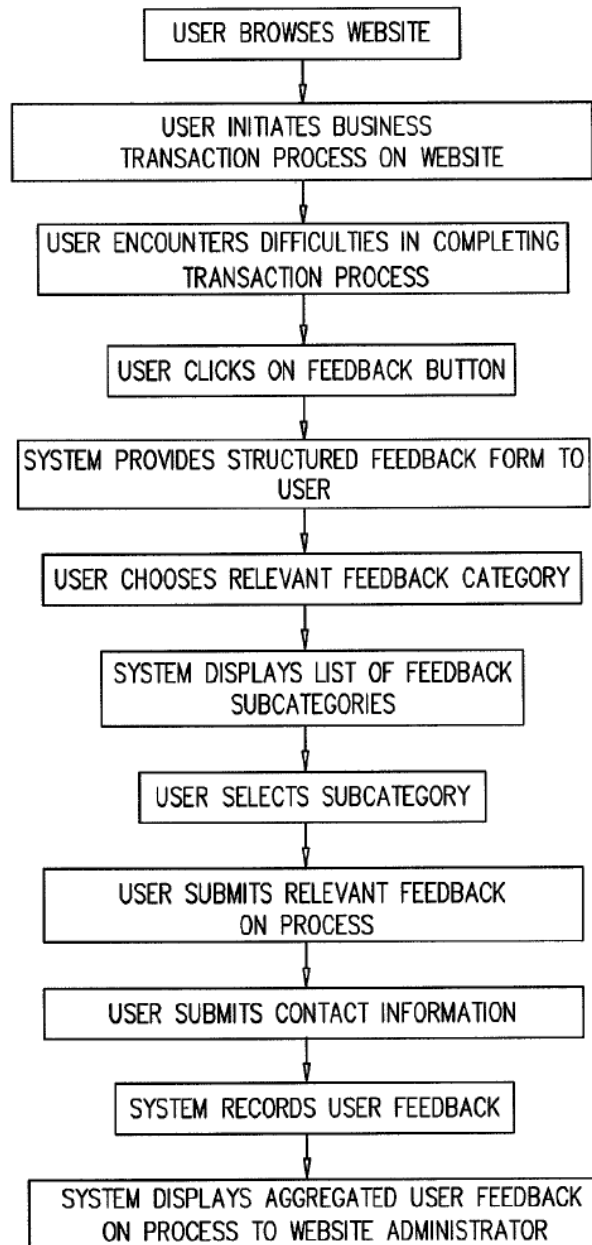 USER BROWSES WEBSITE
USER INITIATES BUSINESS
TRANSACTION PROCESS ON WEBSITE
USER ENCOUNTERS DIFFICULTIES IN COMPLETING
TRANSACTION PROCESS
USER CLICKS ON FEEDBACK BUTTON
SYSTEM PROVIDES STRUCTURED FEEDBACK FORM TO
USER
USER CHOOSES RELEVANT FEEDBACK CATEGORY
SYSTEM DISPLAYS LIST OF FEEDBACK
SUBCATEGORIES
USER SELECTS SUBCATEGORY
USER SUBMITS RELEVANT FEEDBACK
ON PROCESS
USER SUBMITS CONTACT INFORMATION
SYSTEM RECORDS USER FEEDBACK
SYSTEM DISPLAYS AGGREGATED USER FEEDBACK
ON PROCESS TO WEBSITE ADMINISTRATOR